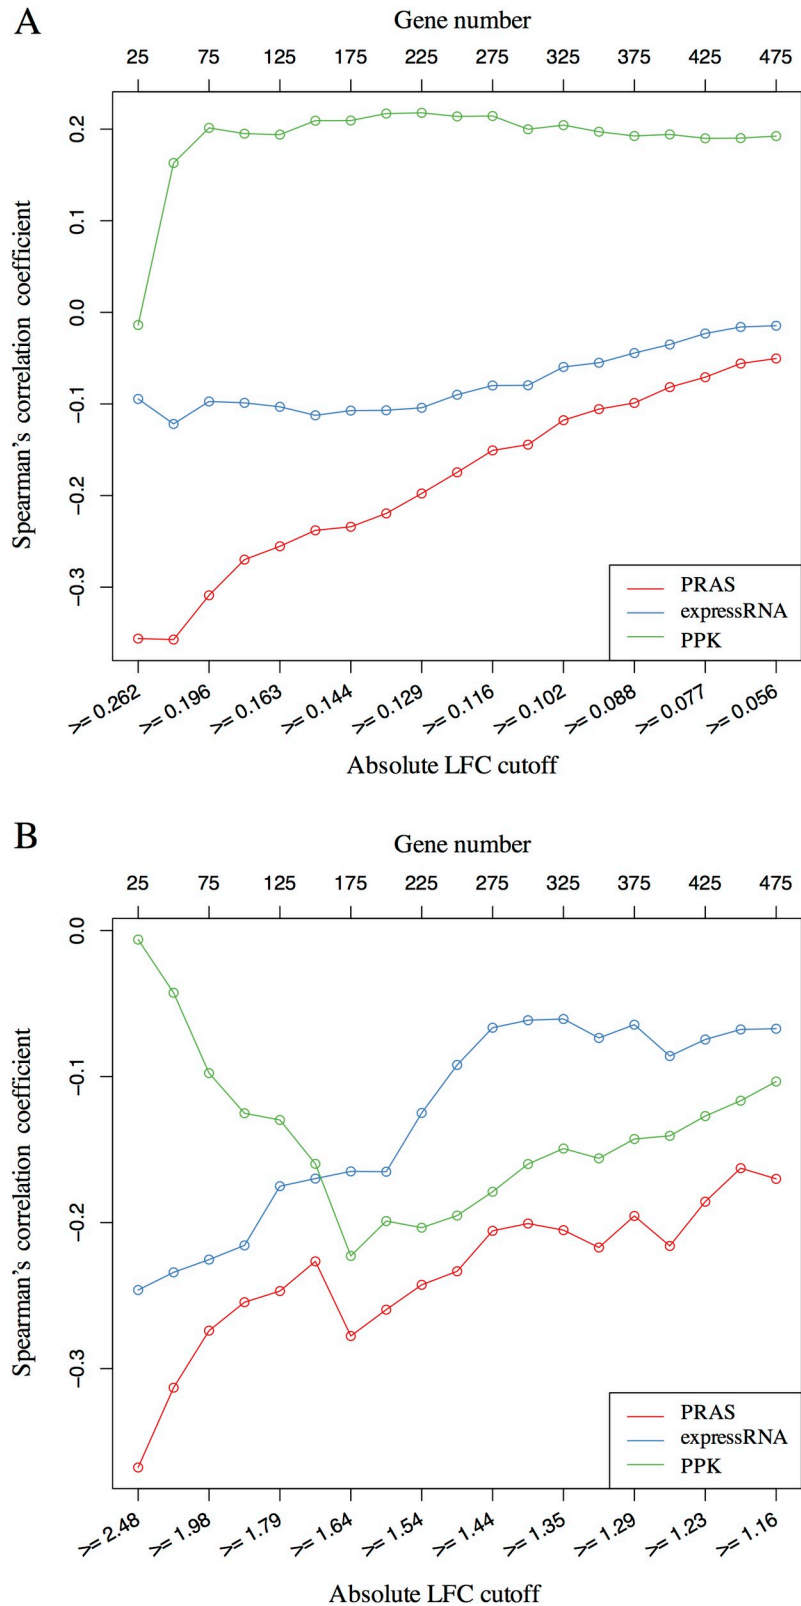 A
Gene number
25 75 125 175 225 275 325 375 425 475
Spearman's correlation coefficient
0.2
0.1
0.0
−0.1
−0.2
−0.3
PRAS
expressRNA
PPK
>= 0.262 >= 0.196 >= 0.163 >= 0.144 >= 0.129 >= 0.116 >= 0.102 >= 0.088 >= 0.077 >= 0.056
Absolute LFC cutoff
B
Gene number
25 75 125 175 225 275 325 375 425 475
Spearman's correlation coefficient
0.0
−0.1
−0.2
−0.3
PRAS
expressRNA
PPK
>= 2.48 >= 1.98 >= 1.79 >= 1.64 >= 1.54 >= 1.44 >= 1.35 >= 1.29 >= 1.23 >= 1.16
Absolute LFC cutoff